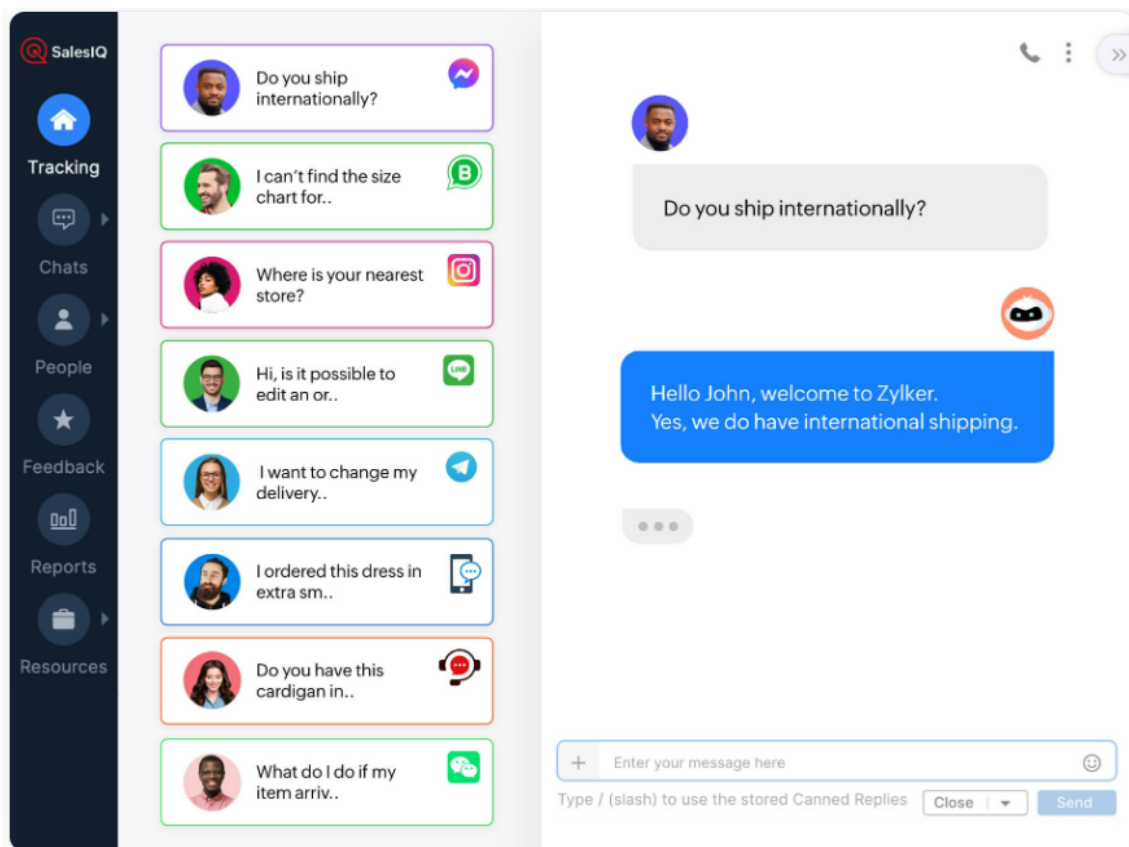 SalesIQ
Tracking
Chats
People
Feedback
Reports
Resources
Do you ship
internationally?
I can't find the size
chart for..
B
Where is your nearest
store?
Hi, is it possible to
edit an or..
LINE
I want to change my
delivery..
I ordered this dress in
extra sm..
Do you have this
cardigan in..
What do I do if my
item arriv..
Do you ship internationally?
Hello John, welcome to Zylker.
Yes, we do have international shipping.
Enter your message here
Type / (slash) to use the stored Canned Replies
Close
Send